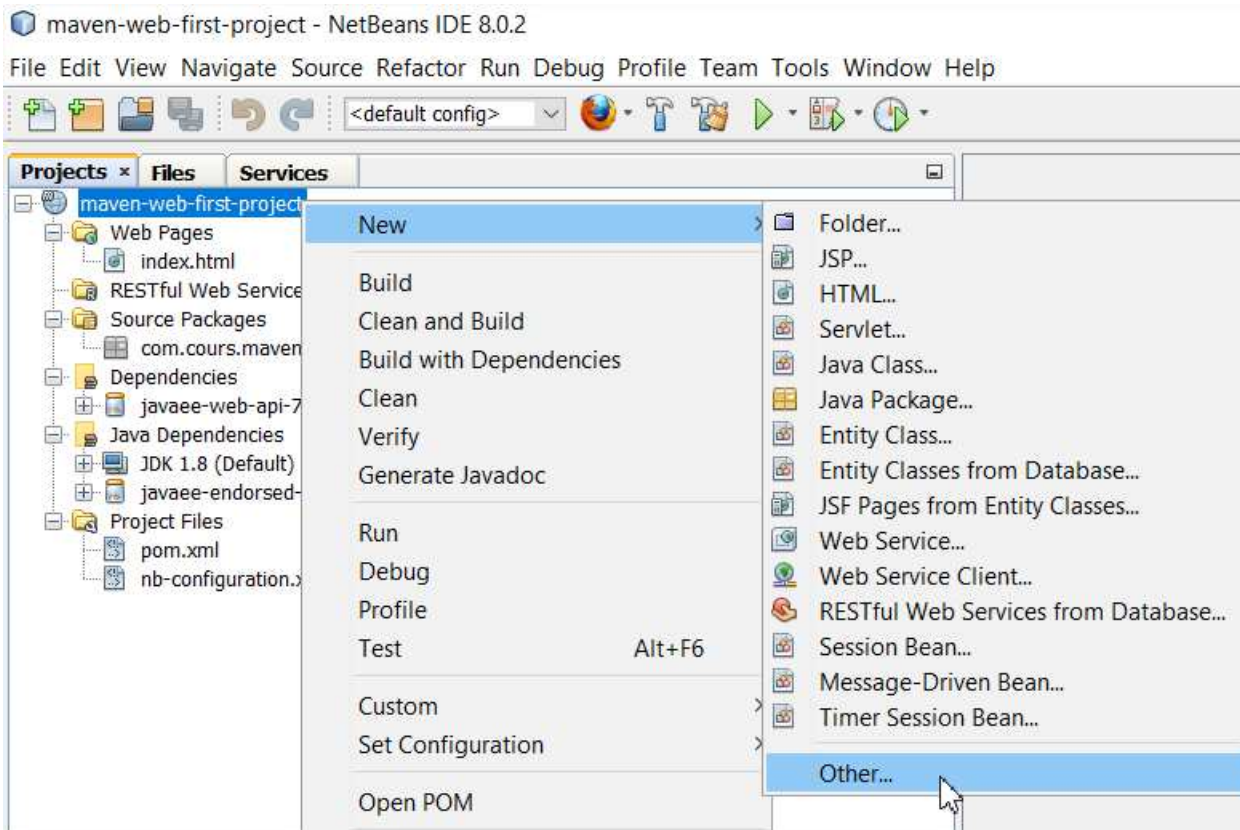 maven-web-first-project - NetBeans IDE 8.0.2
File Edit View Navigate Source Refactor Run Debug Profile Team Tools Window Help
<default config>
Projects × Files Services
maven-web-first-project
Web Pages
index.html
RESTful Web Service
Source Packages
com.cours.maven
Dependencies
javaee-web-api-7
Java Dependencies
JDK 1.8 (Default)
javaee-endorsed-
Project Files
pom.xml
nb-configuration.x
New
Build
Clean and Build
Build with Dependencies
Clean
Verify
Generate Javadoc
Run
Debug
Profile
Test Alt+F6
Custom
Set Configuration
Open POM
Folder...
JSP...
HTML...
Servlet...
Java Class...
Java Package...
Entity Class...
Entity Classes from Database...
JSF Pages from Entity Classes...
Web Service...
Web Service Client...
RESTful Web Services from Database...
Session Bean...
Message-Driven Bean...
Timer Session Bean...
Other...